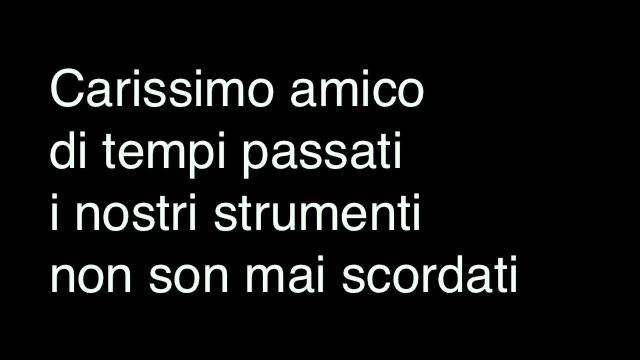 Carissimo amico
di tempi passati
i nostri strumenti
non son mai scordati